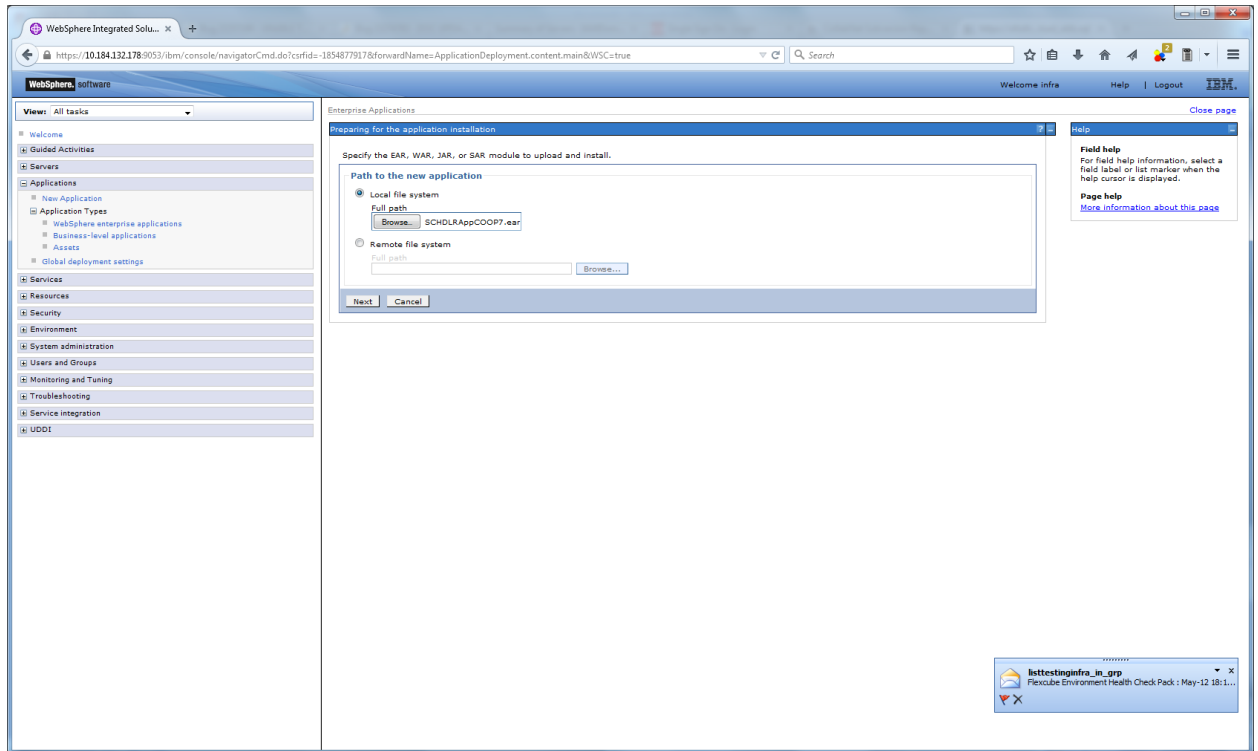 WebSphere Integrated Solu... × +
https://10.184.132.178:9053/ibm/console/navigatorCmd.do?csrfid=-1854877917&forwardName=ApplicationDeployment.content.main&WSC=true
Search
2
WebSphere. software
Welcome infra
Help | Logout
IBM.
View: All tasks
Welcome
Guided Activities
Servers
Applications
New Application
Application Types
WebSphere enterprise applications
Business-level applications
Assets
Global deployment settings
Services
Resources
Security
Environment
System administration
Users and Groups
Monitoring and Tuning
Troubleshooting
Service integration
UDDI
Enterprise Applications
Close page
Preparing for the application installation
Specify the EAR, WAR, JAR, or SAR module to upload and install.
Path to the new application
Local file system
Full path
Browse... SCHDLRAppCOOP7.ear
Remote file system
Full path
Browse...
Next Cancel
Help
Field help
For field help information, select a
field label or list marker when the
help cursor is displayed.
Page help
More information about this page
listtestinginfra_in_grp
Flexcube Environment Health Check Pack : May-12 18:1...